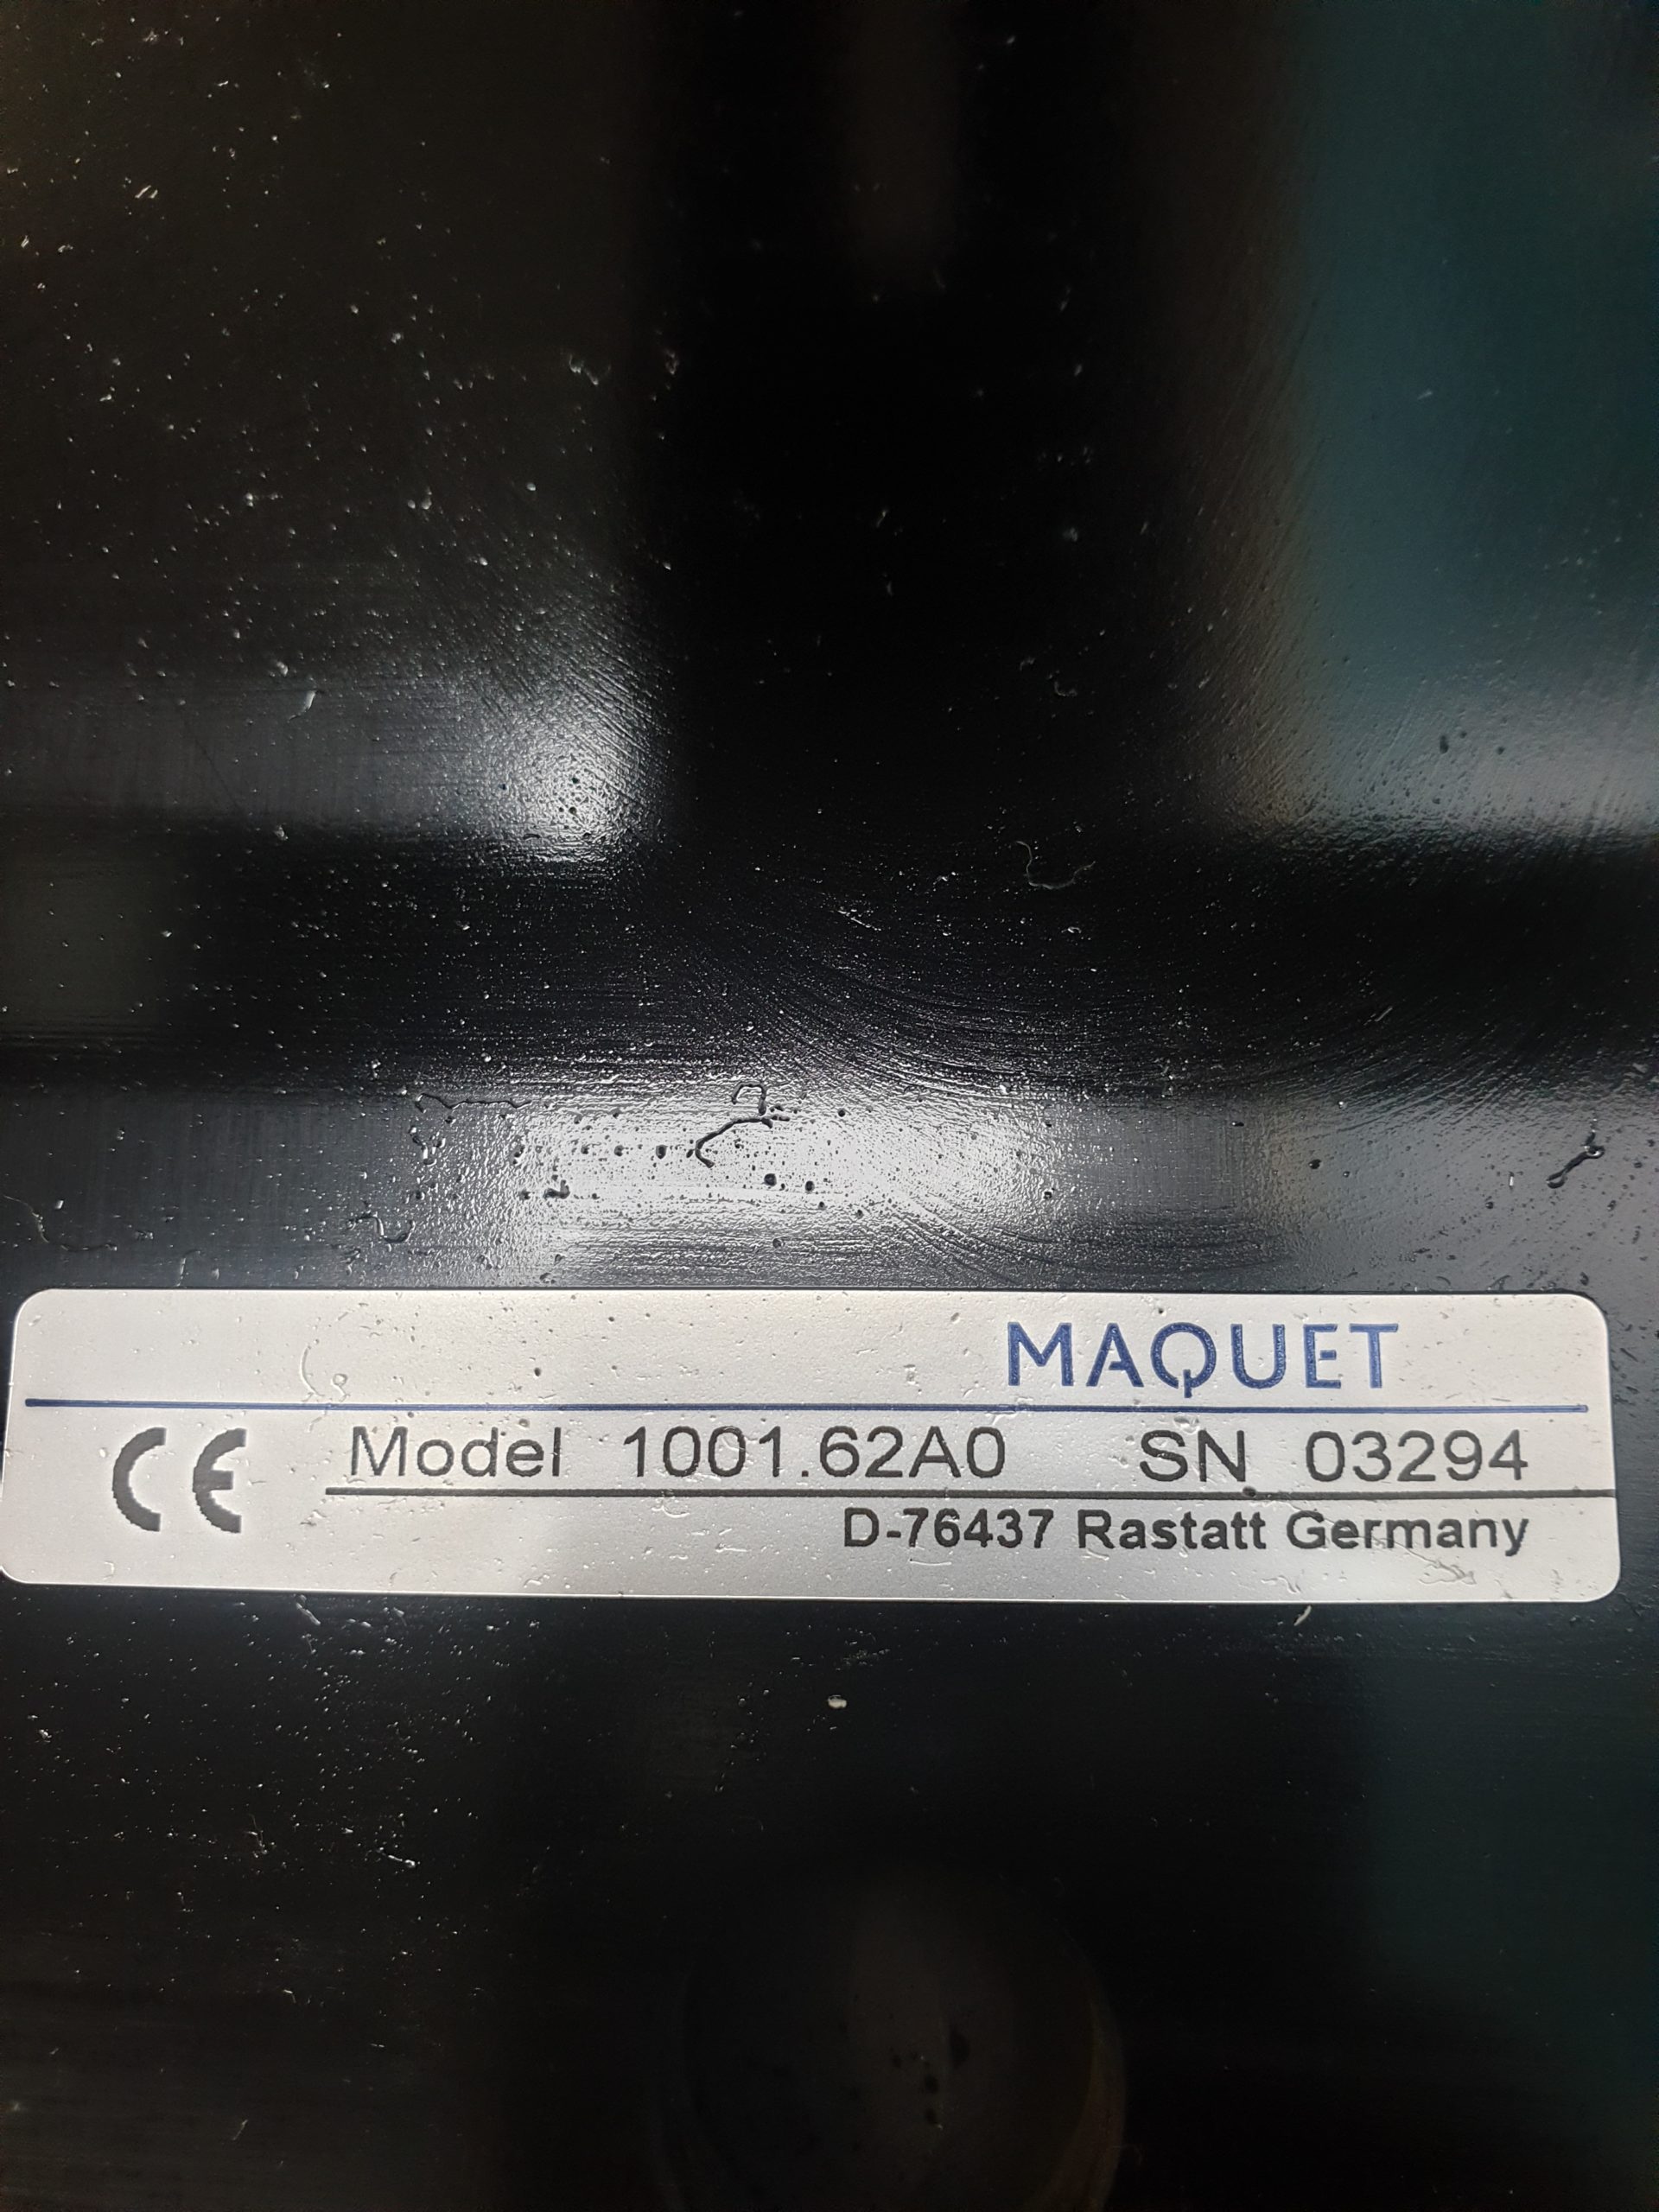 MAQUET
CE Model 1001.62A0 SN 03294
D-76437 Rastatt Germany